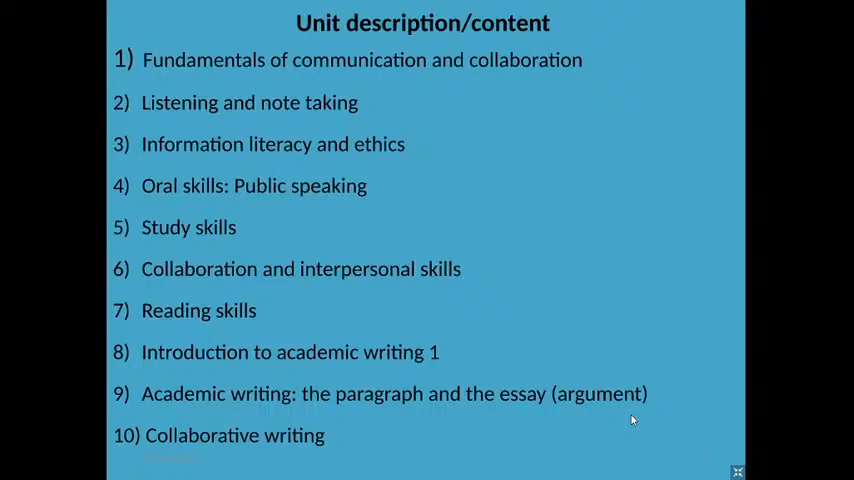 Unit description/content
1) Fundamentals of communication and collaboration
2) Listening and note taking
3) Information literacy and ethics
4) Oral skills: Public speaking
5) Study skills
6) Collaboration and interpersonal skills
7) Reading skills
8) Introduction to academic writing 1
9) Academic writing: the paragraph and the essay (argument)
10) Collaborative writing